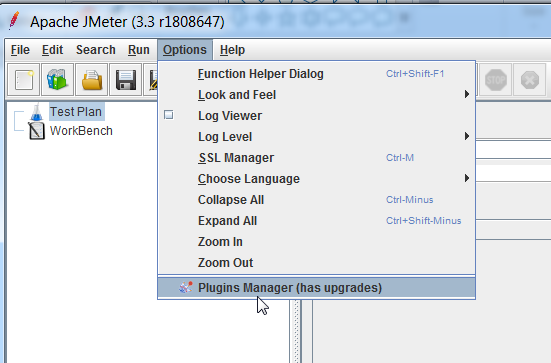 Apache JMeter (3.3 r1808647)
File Edit Search Run Options Help
Function Helper Dialog Ctrl+Shift-F1
Look and Feel
Log Viewer
Log Level
SSL Manager Ctrl-M
Choose Language
Collapse All Ctrl-Minus
Expand All Ctrl+Shift-Minus
Zoom In
Zoom Out
Plugins Manager (has upgrades)
Test Plan
WorkBench
STOP